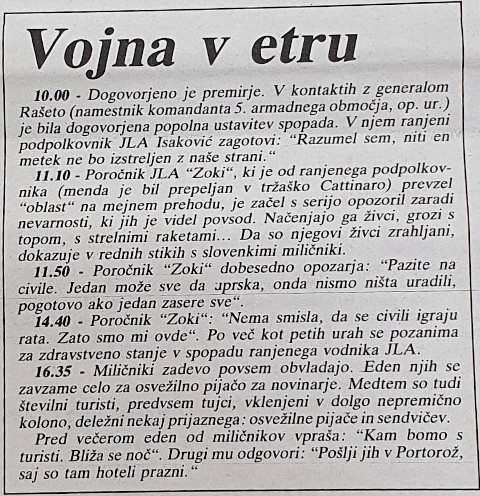 Vojna v etru
10.00 - Dogovorjeno je premirje. V kontaktih z generalom
Rašeto (namestnik komandanta 5. armadnega območja, op. ur.)
je bila dogovorjena popolna ustavitev spopada. V njem ranjeni
podpolkovnik JLA Isaković zagotovi: “Razumel sem, niti en
metek ne bo izstreljen z naše strani.“
11.10 - Poročnik JLA “Zoki“, ki je od ranjenega podpolkov-
nika (menda je bil prepeljan v tržaško Cattinaro) prevzel
“oblast“ na mejnem prehodu, je začel s serijo opozoril zaradi
nevarnosti, ki jih je videl povsod. Načenjajo ga živci, grozi s
topom, s strelnimi raketami... Da so njegovi živci zrahljani,
dokazuje v rednih stikih s slovenkimi miličniki.
11.50 - Poročnik “Zoki“ dobesedno opozarja: “Pazite na
civile. Jedan može sve da uprska, onda nismo ništa uradili,
pogotovo ako jedan zasere sve“.
14.40 - Poročnik “Zoki“: “Nema smisla, da se civili igraju
rata. Zato smo mi ovde“. Po več kot petih urah se pozanima
za zdravstveno stanje v spopadu ranjenega vodnika JLA.
16.35 - Miličniki zadevo povsem obvladajo. Eden njih se
zavzame celo za osvežilno pijačo za novinarje. Medtem so tudi
številni turisti, predvsem tujci, vklenjeni v dolgo nepremično
kolono, deležni nekaj prijaznega: osvežilne pijače in sendvičev.
Pred večerom eden od miličnikov vpraša: “Kam bomo s
turisti. Bliža se noč“. Drugi mu odgovori: “Pošlji jih v Portorož,
saj so tam hoteli prazni.“